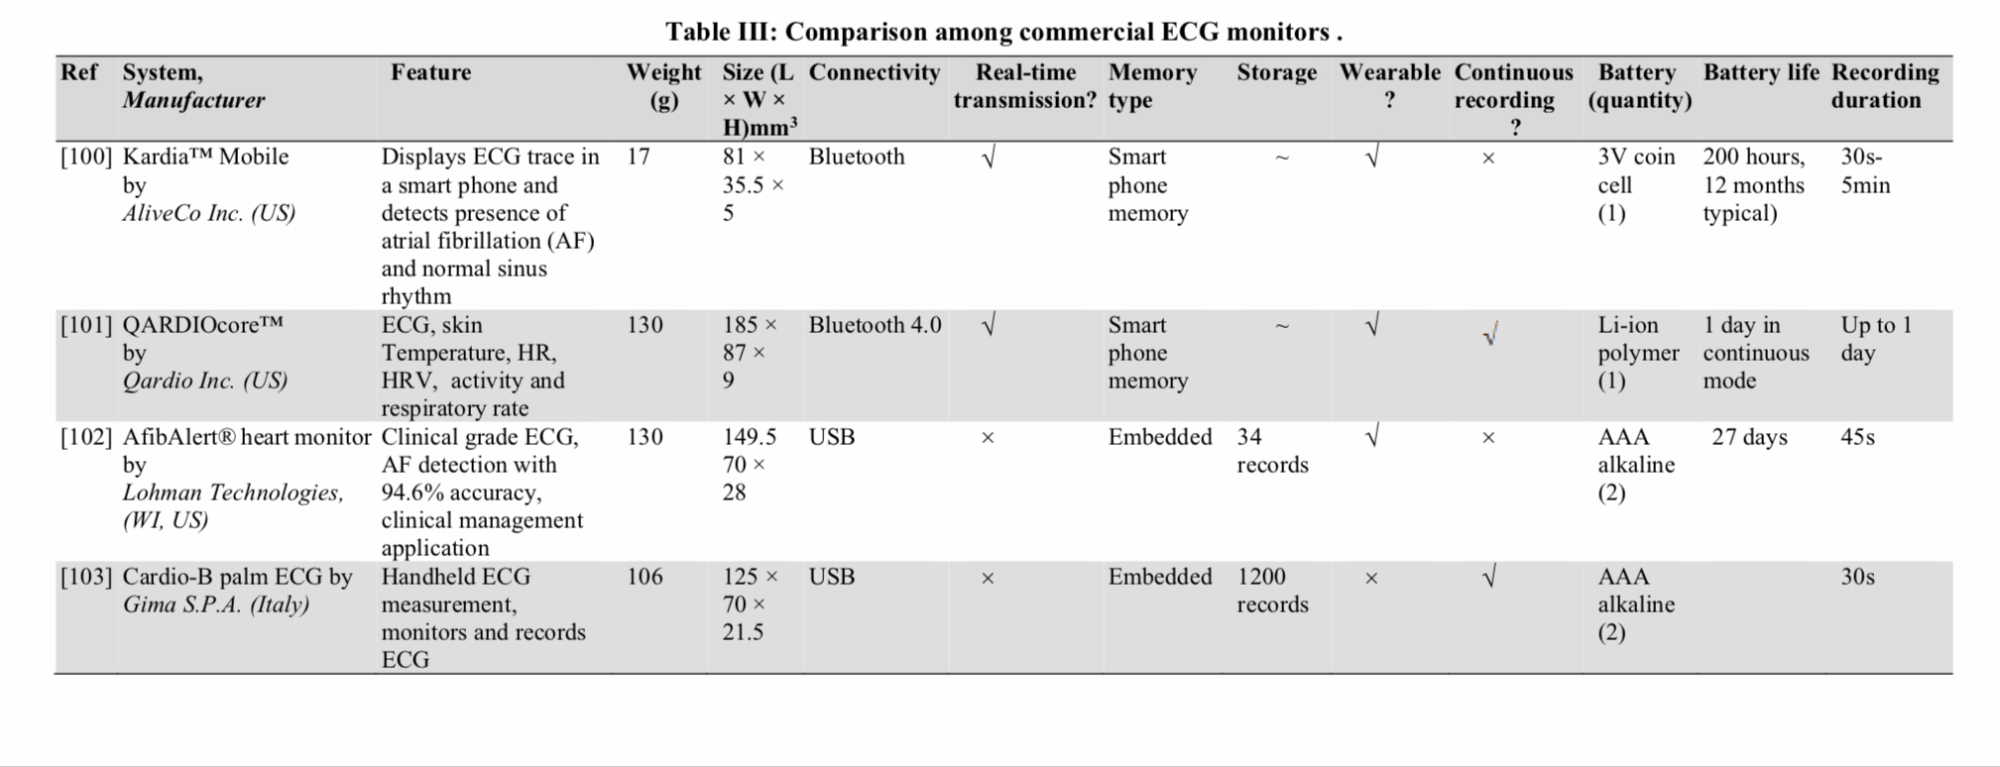 Table III: Comparison among commercial ECG monitors .
Ref System, Feature Weight Size (L Connectivity Real-time Memory Storage Wearable Continuous Battery Battery life Recording
Manufacturer (g) × W × transmission? type ? recording (quantity) duration
H)mm³ ?
[100] Kardia™ Mobile Displays ECG trace in 17 81 × Bluetooth √ Smart ~ √ × 3V coin 200 hours, 30s-
by a smart phone and 35.5 × phone cell 12 months 5min
AliveCo Inc. (US) detects presence of 5 memory (1) typical)
atrial fibrillation (AF)
and normal sinus
rhythm
[101] QARDIOcore™ ECG, skin 130 185 × Bluetooth 4.0 √ Smart ~ √ √ Li-ion 1 day in Up to 1
by Temperature, HR, 87 × phone polymer continuous day
Qardio Inc. (US) HRV, activity and 9 memory (1) mode
respiratory rate
[102] AfibAlert® heart monitor Clinical grade ECG, 130 149.5 USB × Embedded 34 √ × AAA 27 days 45s
by AF detection with 70 × records alkaline
Lohman Technologies, 94.6% accuracy, 28 (2)
(WI, US) clinical management
application
[103] Cardio-B palm ECG by Handheld ECG 106 125 × USB × Embedded 1200 × √ AAA 30s
Gima S.P.A. (Italy) measurement, 70 × records alkaline
monitors and records 21.5 (2)
ECG